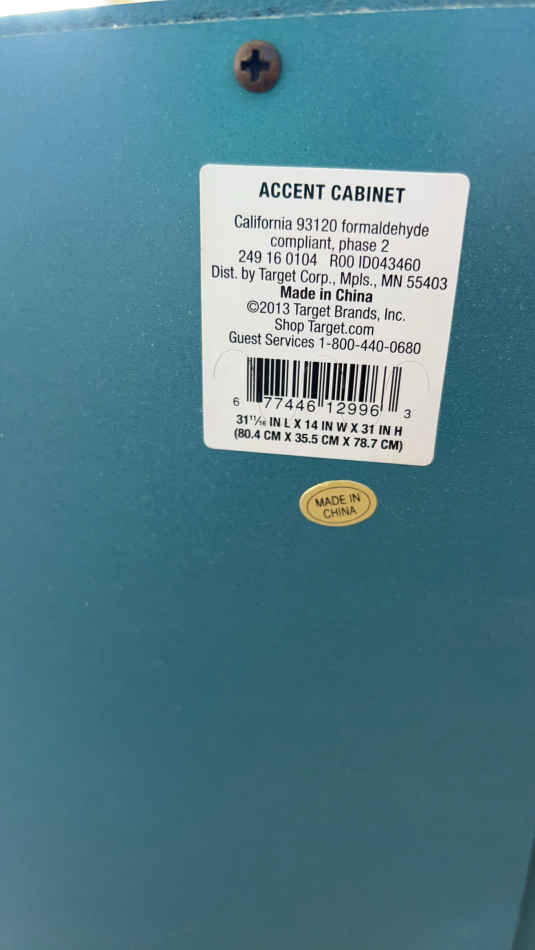 ACCENT CABINET
California 93120 formaldehyde
compliant, phase 2
249 16 0104 R00 ID043460
Dist. by Target Corp., Mpls., MN 55403
Made in China
©2013 Target Brands, Inc.
Shop Target.com
Guest Services 1-800-440-0680
6 77446 12996 3
31 11/16 IN L X 14 IN W X 31 IN H
(80.4 CM X 35.5 CM X 78.7 CM)
MADE IN
CHINA